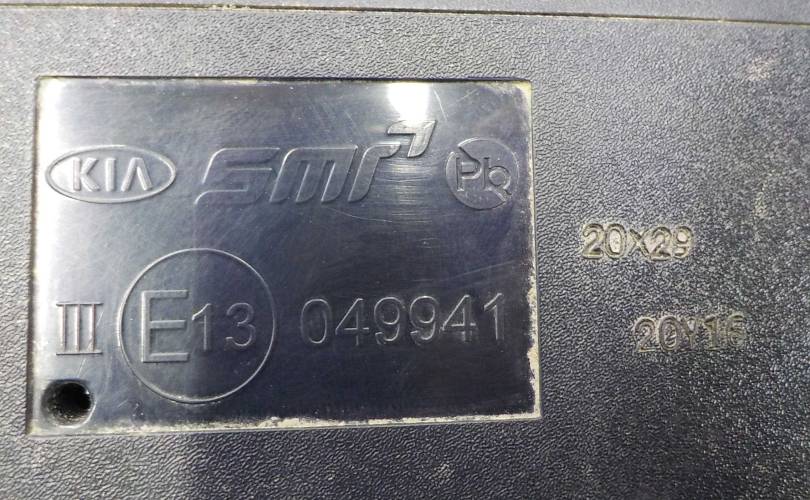 KIA smr Pb
III E13 049941
20X29
20Y16